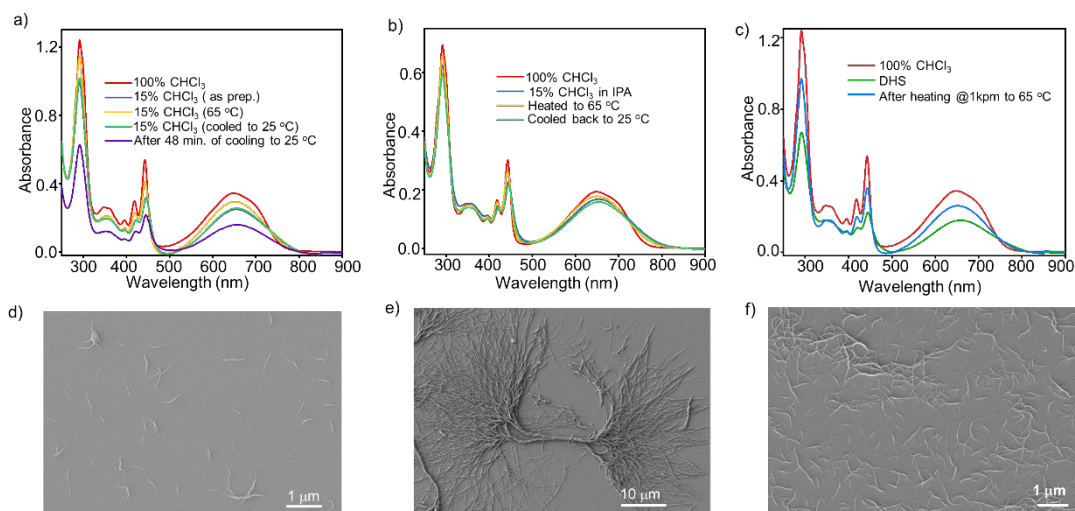 a)
1.2
0.8
0.4
0.0
Absorbance
300 400 500 600 700 800 900
Wavelength (nm)
100% CHCl₃
15% CHCl₃ ( as prep.)
15% CHCl₃ (65 ºC)
15% CHCl₃ (cooled to 25 ºC)
After 48 min. of cooling to 25 ºC
b)
0.6
0.4
0.2
0.0
Absorbance
300 400 500 600 700 800 900
Wavelength (nm)
100% CHCl₃
15% CHCl₃ in IPA
Heated to 65 ºC
Cooled back to 25 ºC
c)
1.2
0.8
0.4
0.0
Absorbance
300 400 500 600 700 800 900
Wavelength (nm)
100% CHCl₃
DHS
After heating @1kpm to 65 ºC
d)
1 µm
e)
10 µm
f)
1 µm